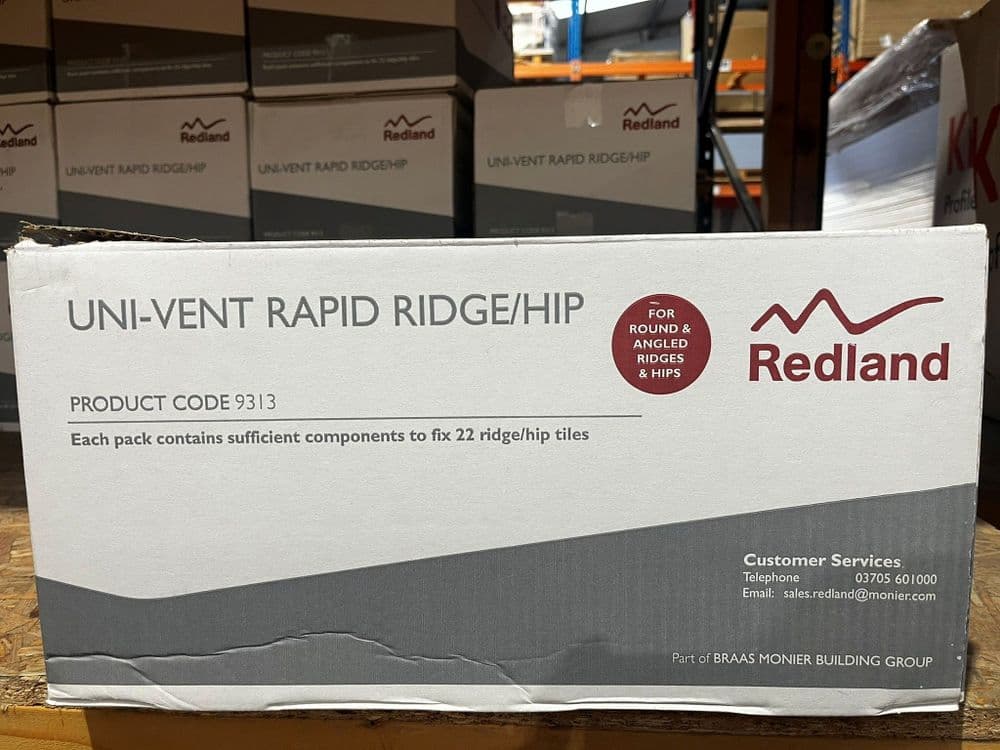 Redland
UNI-VENT RAPID RIDGE/HIP
Redland
UNI-VENT RAPID RIDGE/HIP
Redland
UNI-VENT RAPID RIDGE/HIP
Profile
UNI-VENT RAPID RIDGE/HIP
FOR
ROUND &
ANGLED
RIDGES
& HIPS
Redland
PRODUCT CODE 9313
Each pack contains sufficient components to fix 22 ridge/hip tiles
Customer Services
Telephone 03705 601000
Email: sales.redland@monier.com
Part of BRAAS MONIER BUILDING GROUP